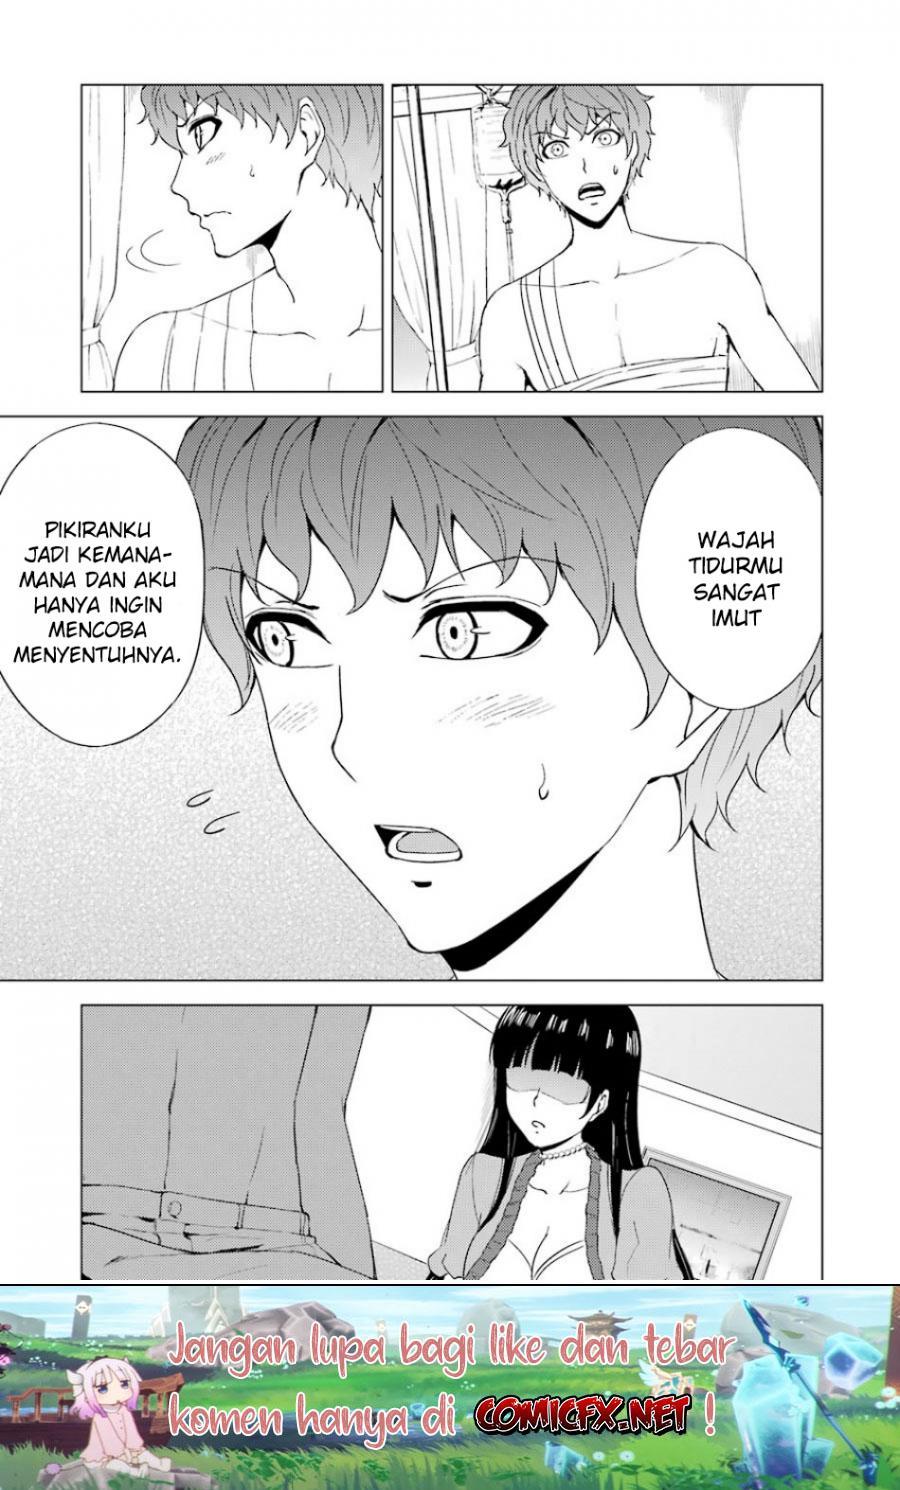 WAJAH
TIDURMU
SANGAT
IMUT
PIKIRANKU
JADI KEMANA-
MANA DAN AKU
HANYA INGIN
MENCOBA
MENYENTUHNYA.
Jangan lupa bagi like dan tebar
komen hanya di COMICFX.NET !